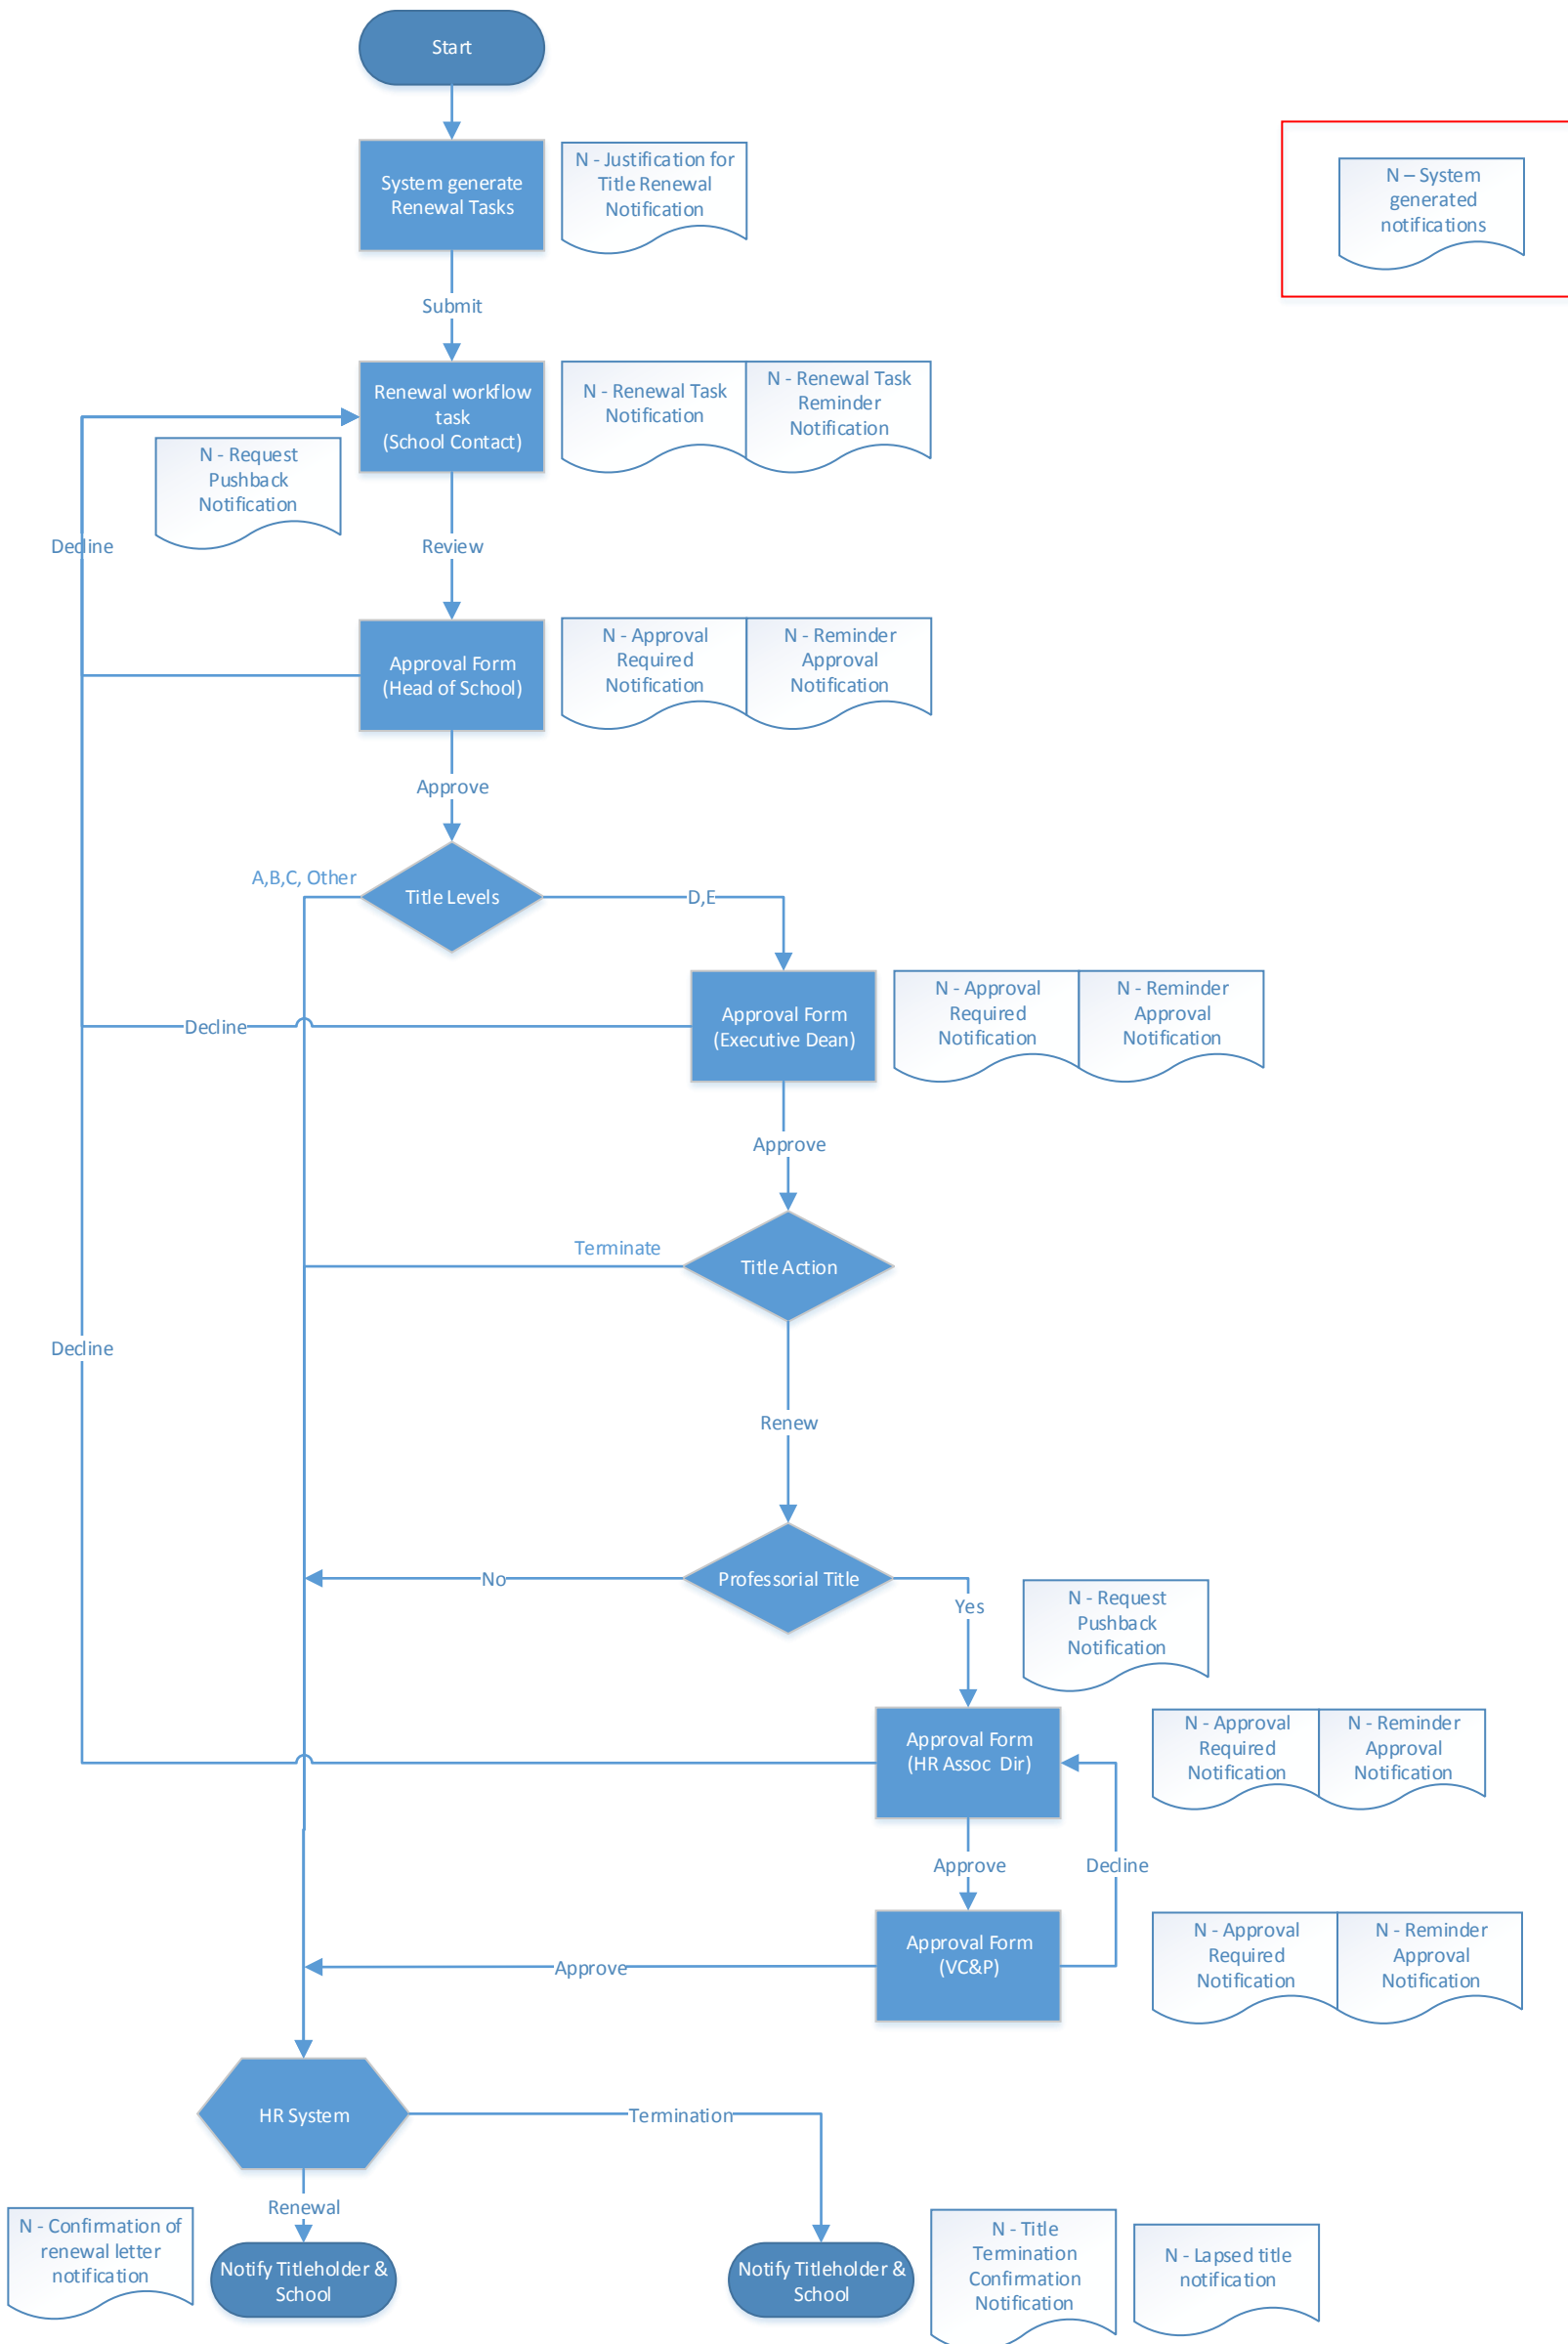 Start
System generate
Renewal Tasks
N - Justification for
Title Renewal
Notification
N – System
generated
notifications
Submit
Renewal workflow
task
(School Contact)
N - Renewal Task
Notification
N - Renewal Task
Reminder
Notification
N - Request
Pushback
Notification
Decline
Review
Approval Form
(Head of School)
N - Approval
Required
Notification
N - Reminder
Approval
Notification
Approve
A,B,C, Other
Title Levels
D,E
Decline
Approval Form
(Executive Dean)
N - Approval
Required
Notification
N - Reminder
Approval
Notification
Approve
Terminate
Title Action
Decline
Renew
No
Professorial Title
Yes
N - Request
Pushback
Notification
Approval Form
(HR Assoc Dir)
N - Approval
Required
Notification
N - Reminder
Approval
Notification
Approve
Decline
Approve
Approval Form
(VC&P)
N - Approval
Required
Notification
N - Reminder
Approval
Notification
HR System
Termination
Renewal
N - Confirmation of
renewal letter
notification
Notify Titleholder &
School
Notify Titleholder &
School
N - Title
Termination
Confirmation
Notification
N - Lapsed title
notification